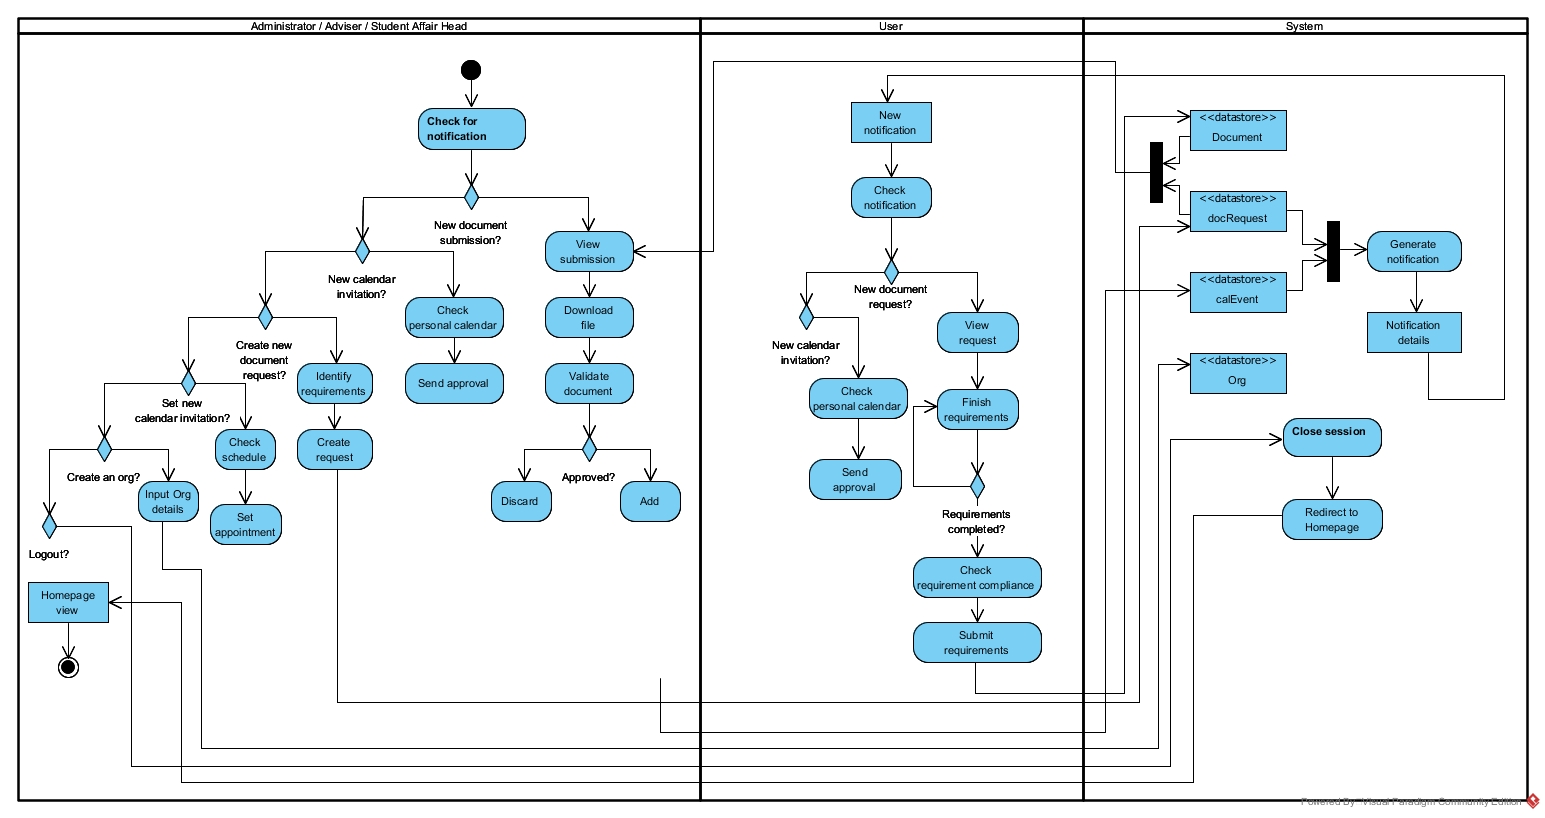 Administrator / Adviser / Student Affair Head
User
System
Check for
notification
New document
submission?
View
submission
New calendar
invitation?
Check
personal calendar
Download
file
Create new
document
request?
Identify
requirements
Send approval
Validate
document
Set new
calendar invitation?
Check
schedule
Create
request
Approved?
Create an org?
Input Org
details
Set
appointment
Discard
Add
Logout?
Homepage
view
New
notification
Check
notification
New document
request?
View
request
New calendar
invitation?
Check
personal calendar
Finish
requirements
Send
approval
Requirements
completed?
Check
requirement compliance
Submit
requirements
<<datastore>>
Document
<<datastore>>
docRequest
Generate
notification
<<datastore>>
calEvent
Notification
details
<<datastore>>
Org
Close session
Redirect to
Homepage
Powered By Visual Paradigm Community Edition